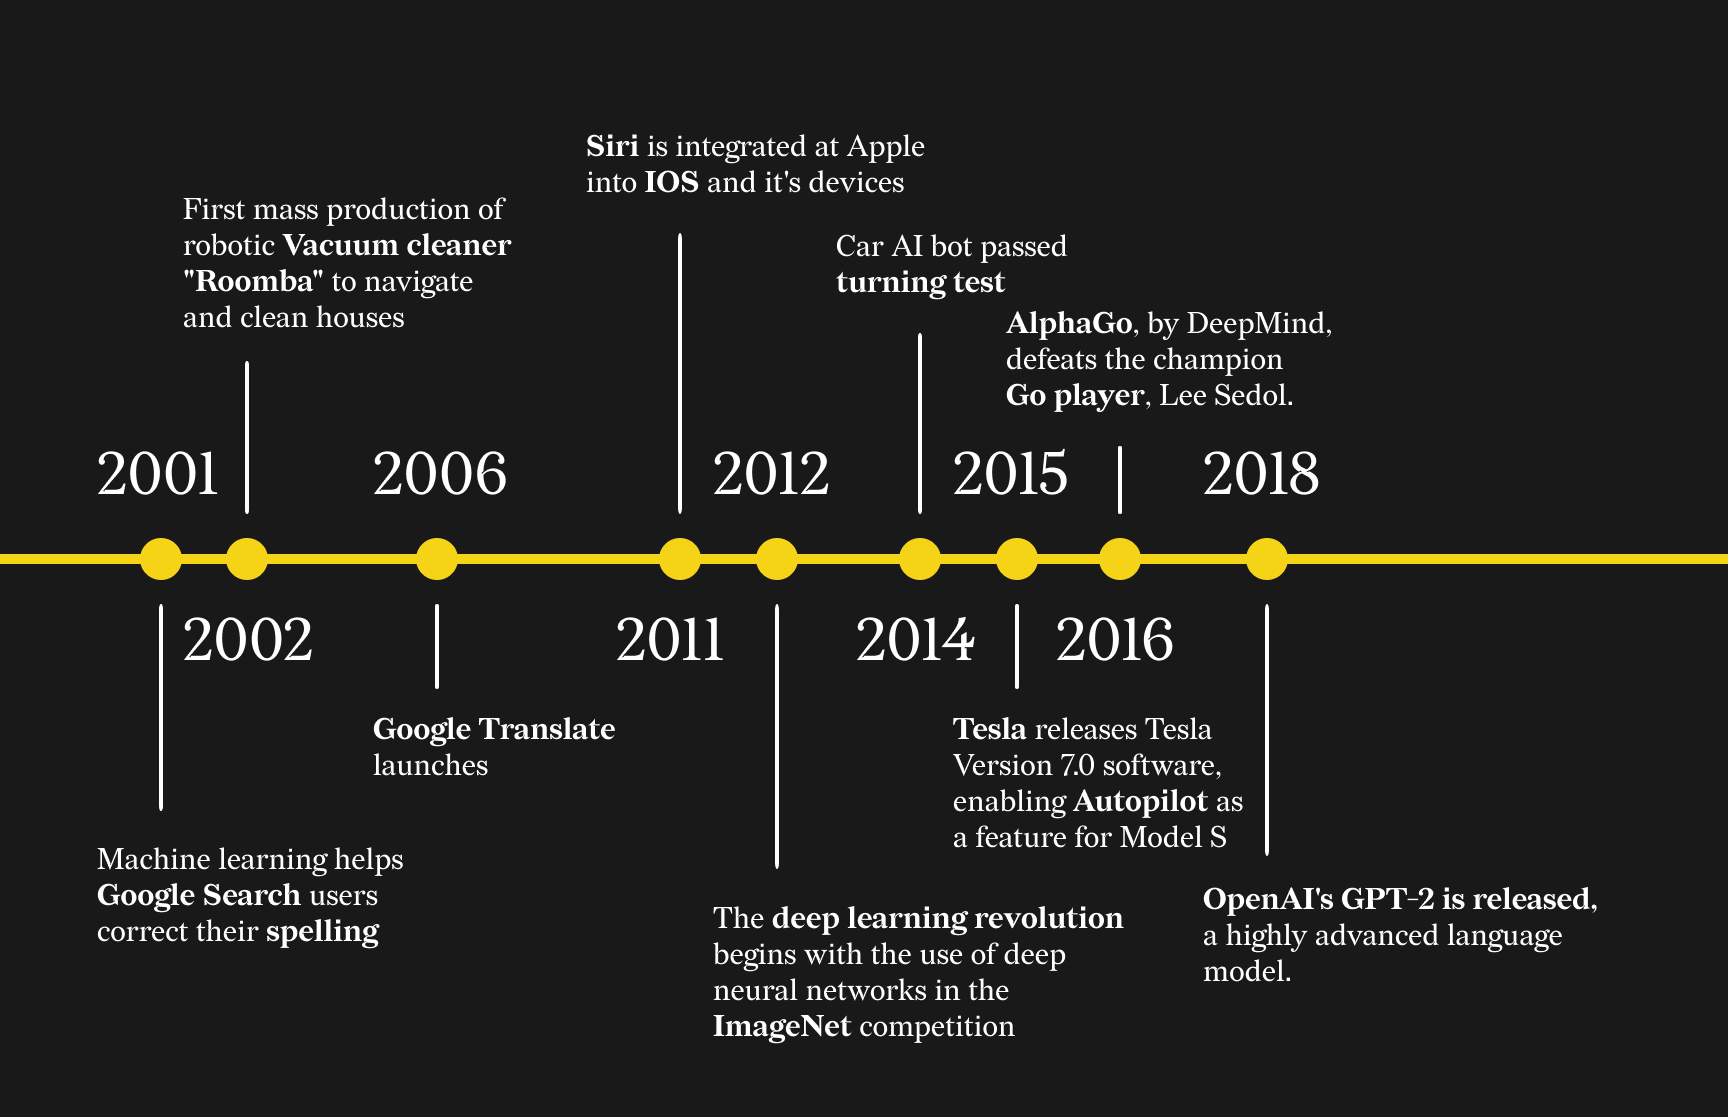 Siri is integrated at Apple
into IOS and it's devices
First mass production of
robotic Vacuum cleaner
"Roomba" to navigate
and clean houses
Car AI bot passed
turning test
AlphaGo, by DeepMind,
defeats the champion
Go player, Lee Sedol.
2001
2006
2012
2015
2018
2002
2011
2014
2016
Google Translate
launches
Tesla releases Tesla
Version 7.0 software,
enabling Autopilot as
a feature for Model S
Machine learning helps
Google Search users
correct their spelling
The deep learning revolution
begins with the use of deep
neural networks in the
ImageNet competition
OpenAI's GPT-2 is released,
a highly advanced language
model.